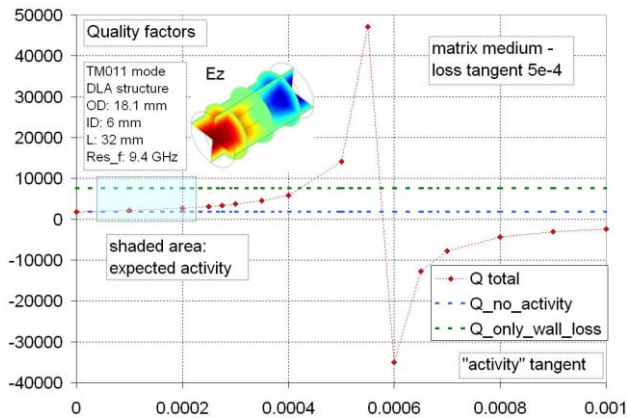 50000
40000
30000
20000
10000
0
-10000
-20000
-30000
-40000
Quality factors
TM011 mode
DLA structure
OD: 18.1 mm
ID: 6 mm
L: 32 mm
Res_f: 9.4 GHz
Ez
matrix medium -
loss tangent 5e-4
shaded area:
expected activity
Q total
Q_no_activity
Q_only_wall_loss
"activity" tangent
0
0.0002
0.0004
0.0006
0.0008
0.001